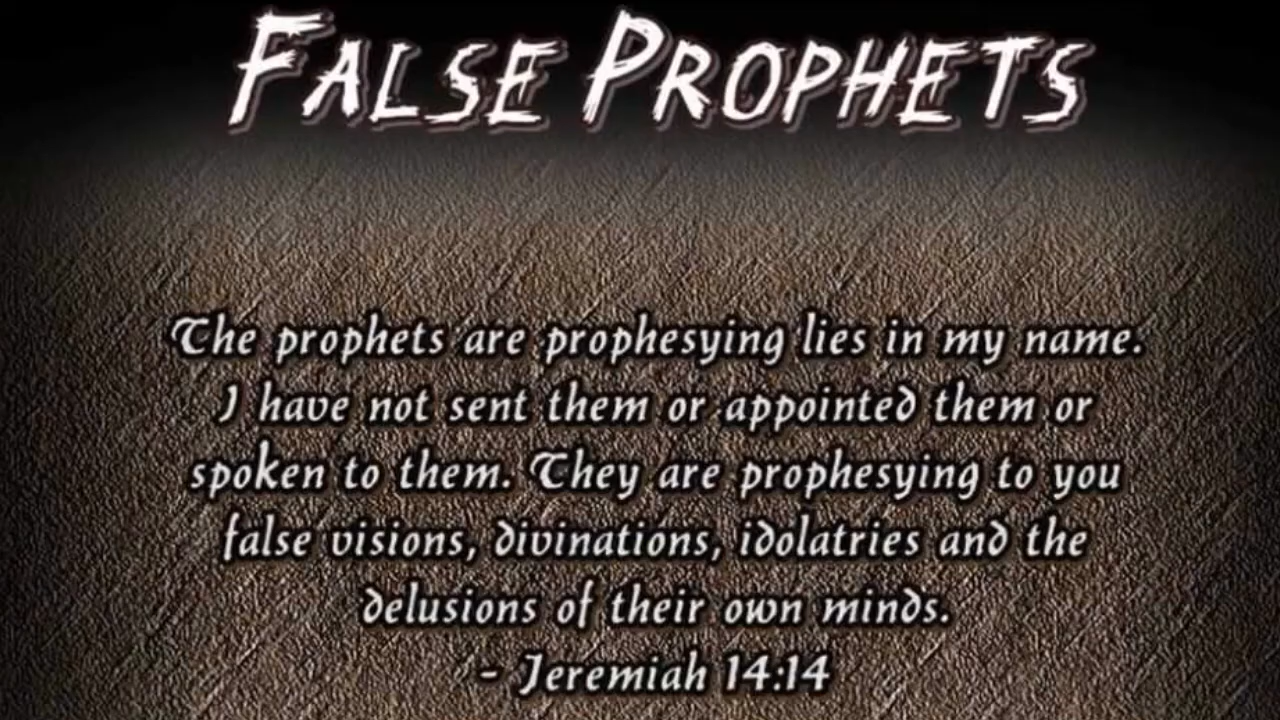 False Prophets
The prophets are prophesying lies in my name.
I have not sent them or appointed them or
spoken to them. They are prophesying to you
false visions, divinations, idolatries and the
delusions of their own minds.
- Jeremiah 14:14